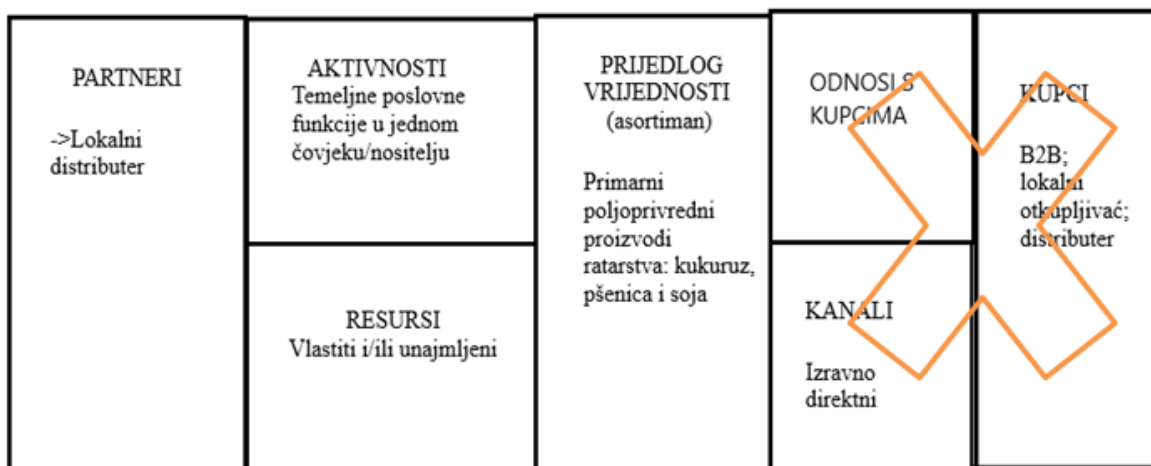 PARTNERI
->Lokalni
distributer
AKTIVNOSTI
Temeljne poslovne
funkcije u jednom
čovjeku/nositelju
RESURSI
Vlastiti i/ili unajmljeni
PRIJEDLOG
VRIJEDNOSTI
(asortiman)
Primarni
poljoprivredni
proizvodi
ratarstva: kukuruz,
pšenica i soja
ODNOSI S
KUPCIMA
KANALI
Izravno
direktni
KUPCI
B2B;
lokalni
otkupljivač;
distributer